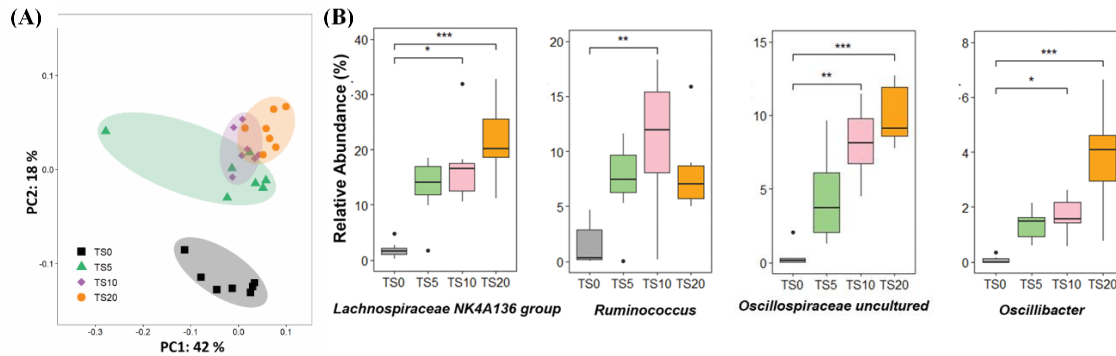 (A)
0.1
0.0
-0.1
-0.3
-0.2
-0.1
0.0
0.1
PC2: 18 %
PC1: 42 %
TS0
TS5
TS10
TS20
(B)
Relative Abundance (%)
40
30
20
10
0
***
*
TS0 TS5 TS10 TS20
Lachnospiraceae NK4A136 group
20
15
10
5
0
**
TS0 TS5 TS10 TS20
Ruminococcus
15
10
5
0
***
**
TS0 TS5 TS10 TS20
Oscillospiraceae uncultured
8
6
4
2
0
***
*
TS0 TS5 TS10 TS20
Oscillibacter